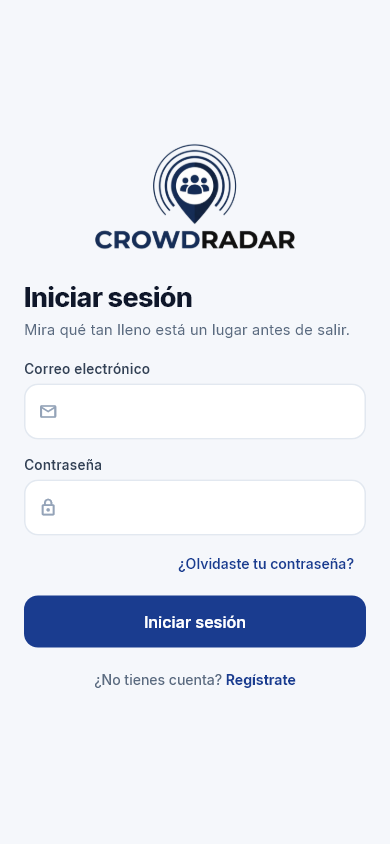 CROWDRADAR
Iniciar sesión
Mira qué tan lleno está un lugar antes de salir.
Correo electrónico
Contraseña
¿Olvidaste tu contraseña?
Iniciar sesión
¿No tienes cuenta? Regístrate